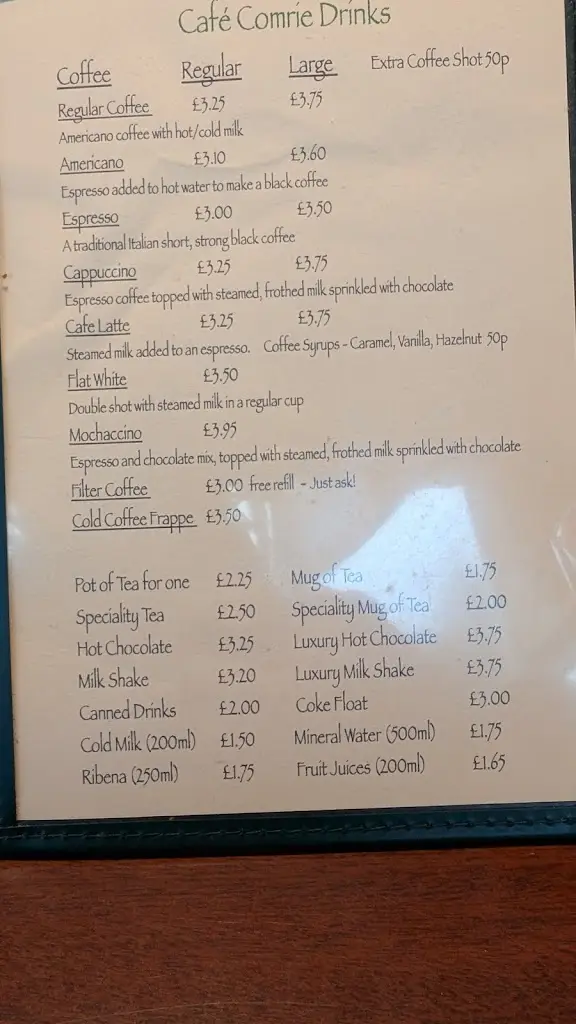 Café Comrie Drinks
Coffee Regular Large Extra Coffee Shot 50p
Regular Coffee £3.25 £3.75
Americano coffee with hot/cold milk
Americano £3.10 £3.60
Espresso added to hot water to make a black coffee
Espresso £3.00 £3.50
A traditional Italian short, strong black coffee
Cappuccino £3.25 £3.75
Espresso coffee topped with steamed, frothed milk sprinkled with chocolate
Cafe Latte £3.25 £3.75
Steamed milk added to an espresso. Coffee Syrups - Caramel, Vanilla, Hazelnut 50p
Flat White £3.50
Double shot with steamed milk in a regular cup
Mochaccino £3.95
Espresso and chocolate mix, topped with steamed, frothed milk sprinkled with chocolate
Filter Coffee £3.00 free refill - Just ask!
Cold Coffee Frappe £3.50
Pot of Tea for one £2.25 Mug of Tea £1.75
Speciality Tea £2.50 Speciality Mug of Tea £2.00
Hot Chocolate £3.25 Luxury Hot Chocolate £3.75
Milk Shake £3.20 Luxury Milk Shake £3.75
Canned Drinks £2.00 Coke Float £3.00
Cold Milk (200ml) £1.50 Mineral Water (500ml) £1.75
Ribena (250ml) £1.75 Fruit Juices (200ml) £1.65